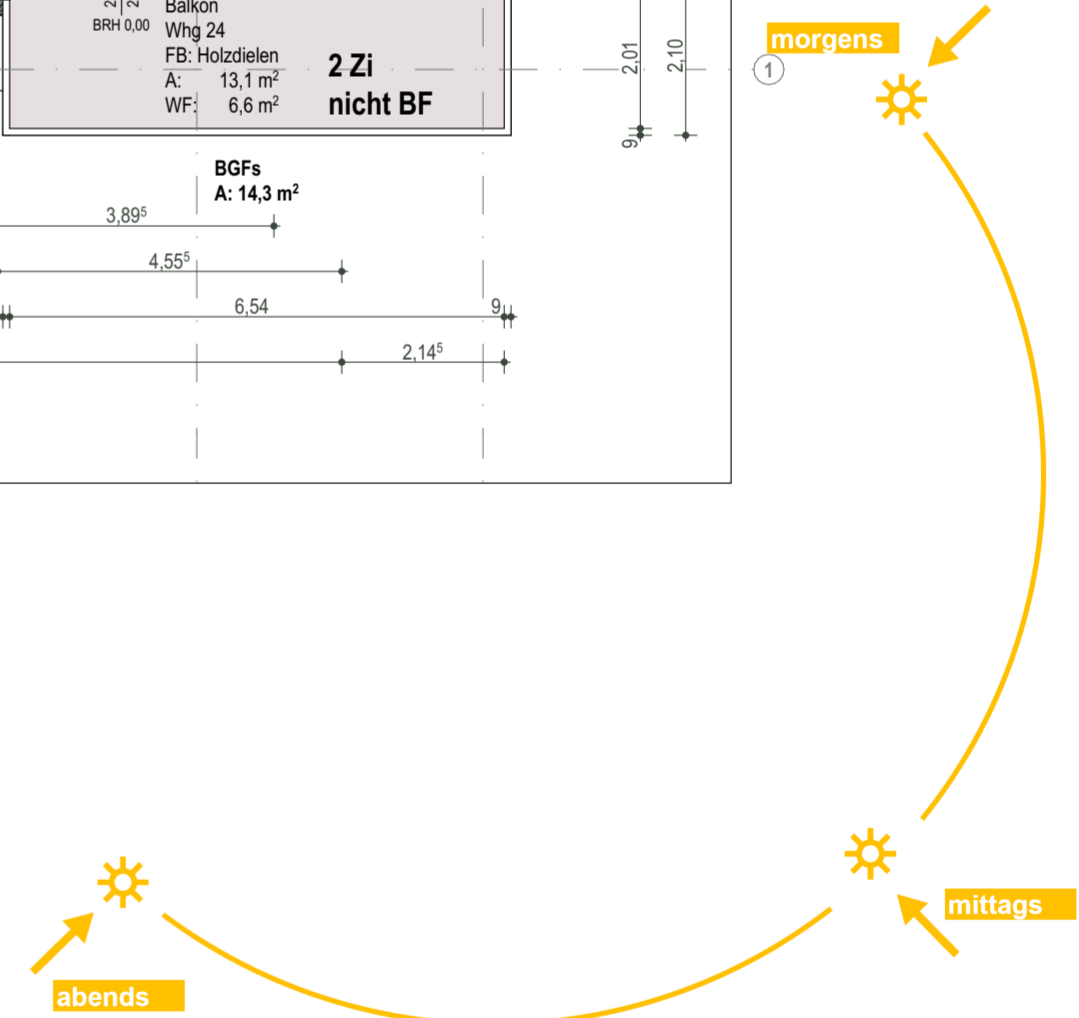 Balkon
BRH 0,00
Whg 24
FB: Holzdielen
A: 13,1 m²
WF: 6,6 m²
2 Zi
nicht BF
2,01
2,10
9
1
morgens
BGFs
A: 14,3 m²
3,89⁵
4,55⁵
6,54
9
2,14⁵
mittags
abends